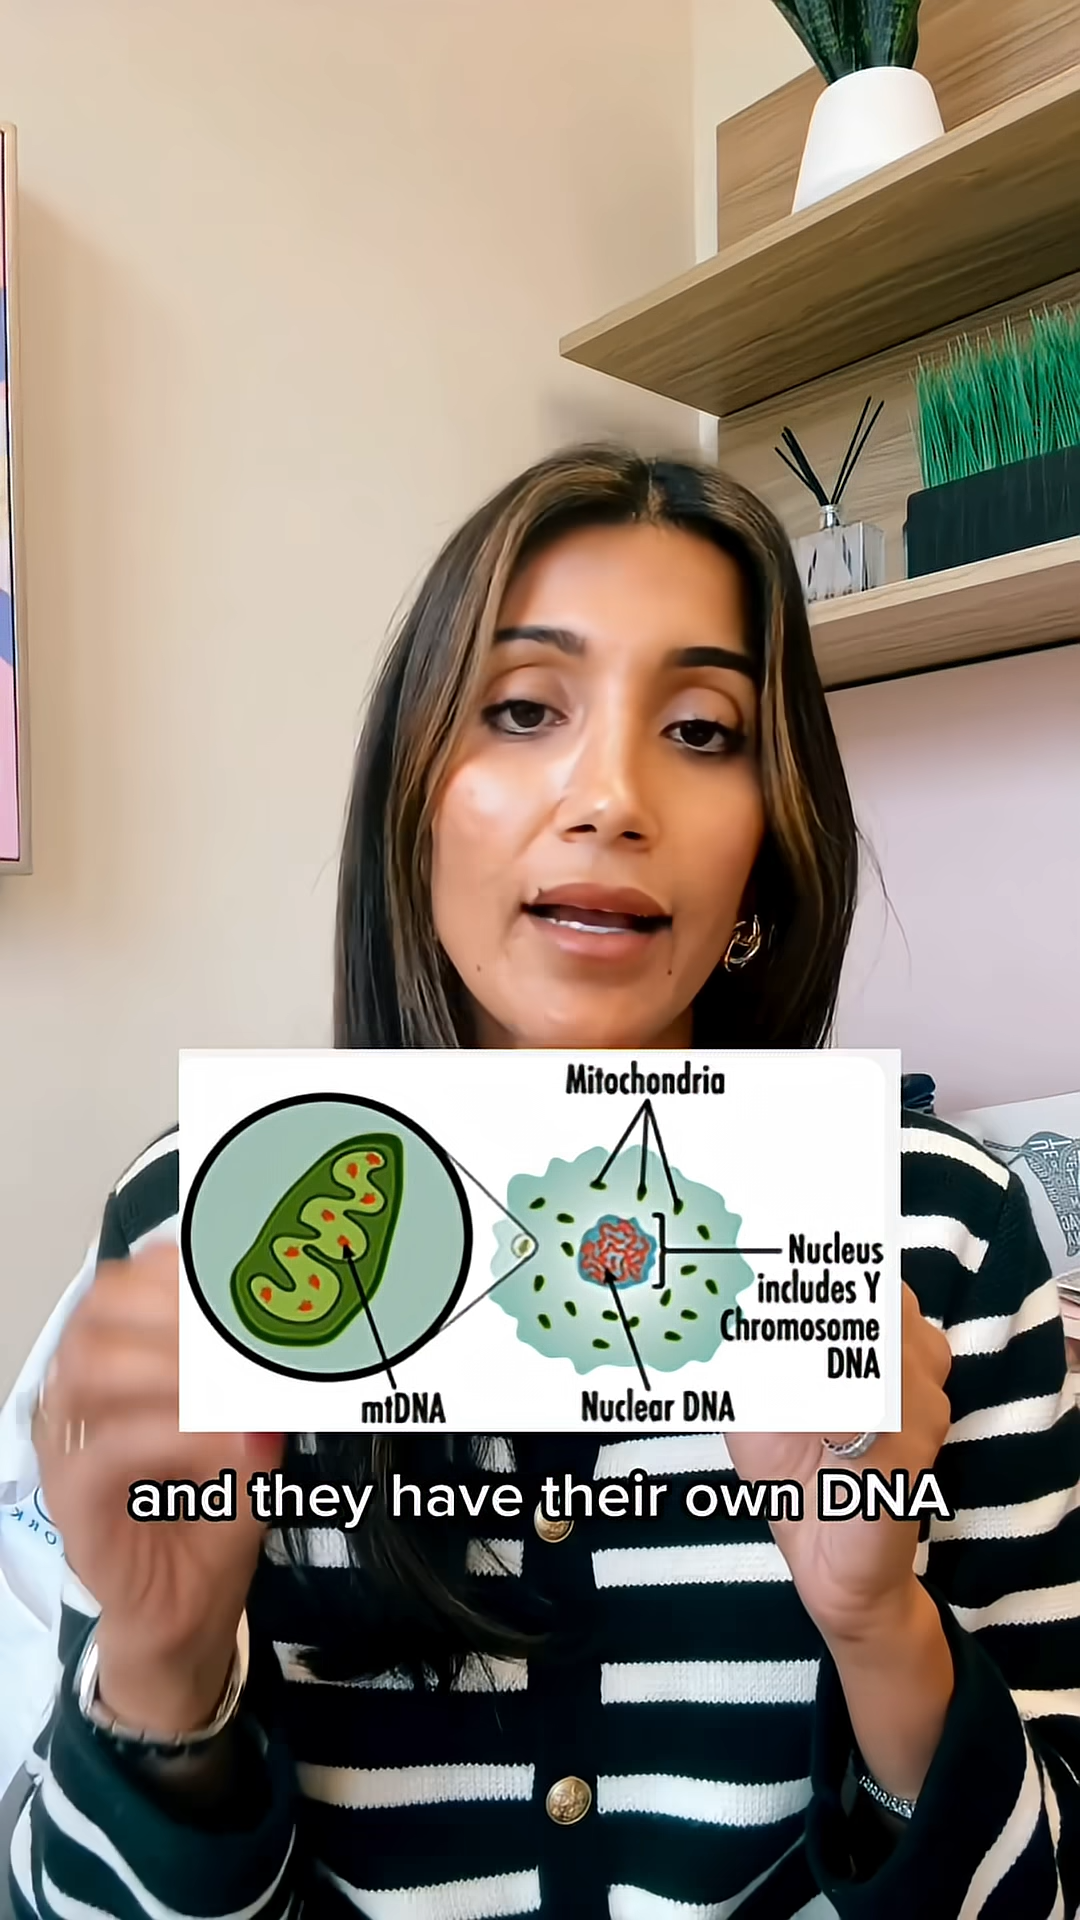 Mitochondria
Nucleus
includes Y
Chromosome
DNA
mtDNA
Nuclear DNA
and they have their own DNA